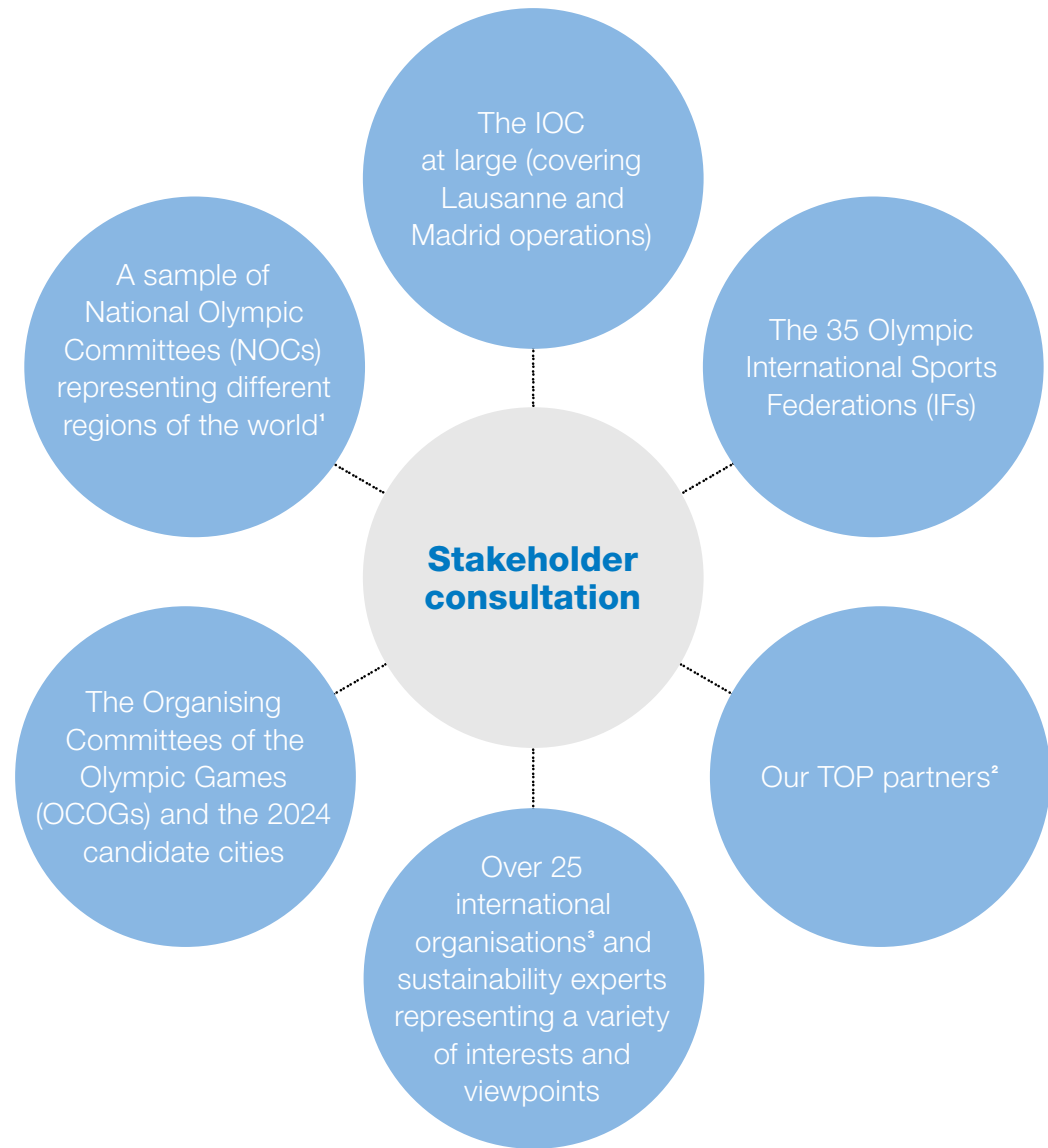 The IOC
at large (covering
Lausanne and
Madrid operations)
A sample of
National Olympic
Committees (NOCs)
representing different
regions of the world¹
The 35 Olympic
International Sports
Federations (IFs)
Stakeholder
consultation
The Organising
Committees of the
Olympic Games
(OCOGs) and the 2024
candidate cities
Our TOP partners²
Over 25
international
organisations³ and
sustainability experts
representing a variety
of interests and
viewpoints